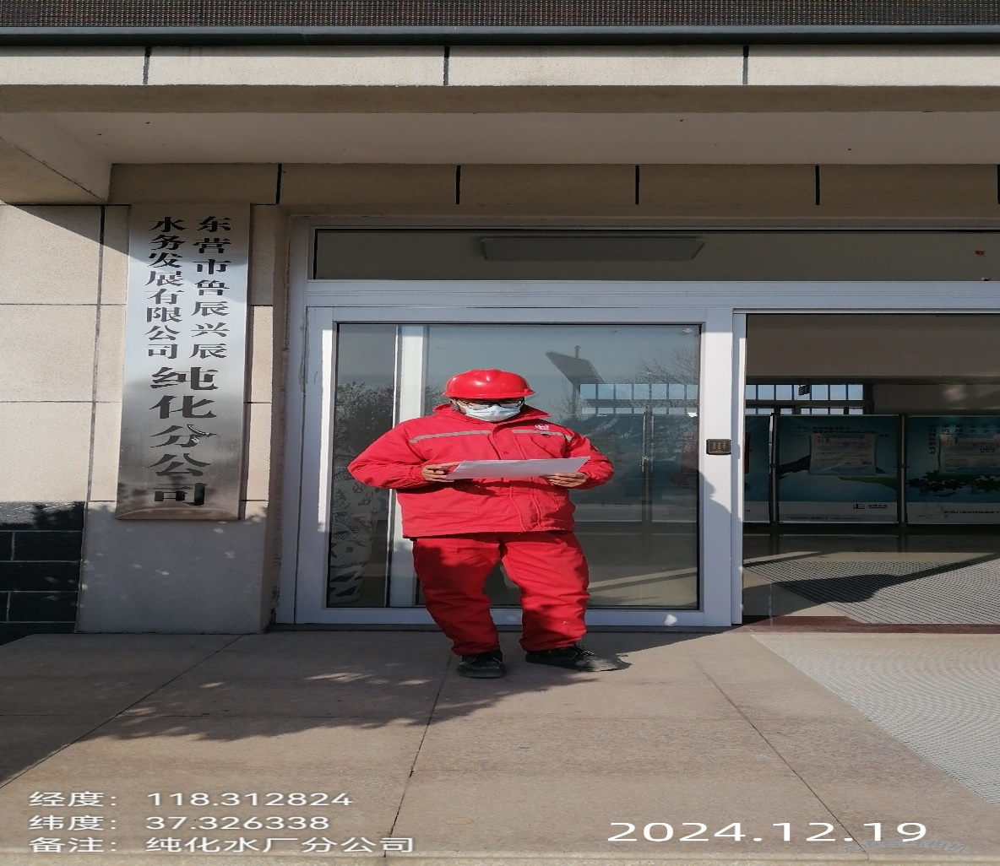 东营市鲁辰兴辰
水务发展有限公司
纯化分公司
经度: 118.312824
纬度: 37.326338
备注: 纯化水厂分公司
2024.12.19